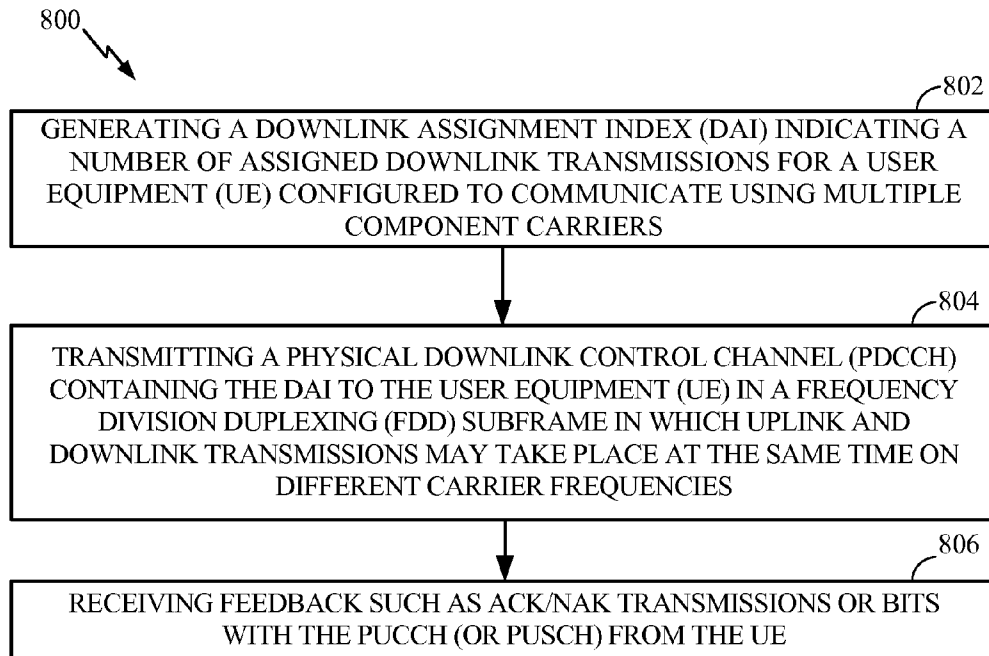 800
802
GENERATING A DOWNLINK ASSIGNMENT INDEX (DAI) INDICATING A
NUMBER OF ASSIGNED DOWNLINK TRANSMISSIONS FOR A USER
EQUIPMENT (UE) CONFIGURED TO COMMUNICATE USING MULTIPLE
COMPONENT CARRIERS
804
TRANSMITTING A PHYSICAL DOWNLINK CONTROL CHANNEL (PDCCH)
CONTAINING THE DAI TO THE USER EQUIPMENT (UE) IN A FREQUENCY
DIVISION DUPLEXING (FDD) SUBFRAME IN WHICH UPLINK AND
DOWNLINK TRANSMISSIONS MAY TAKE PLACE AT THE SAME TIME ON
DIFFERENT CARRIER FREQUENCIES
806
RECEIVING FEEDBACK SUCH AS ACK/NAK TRANSMISSIONS OR BITS
WITH THE PUCCH (OR PUSCH) FROM THE UE